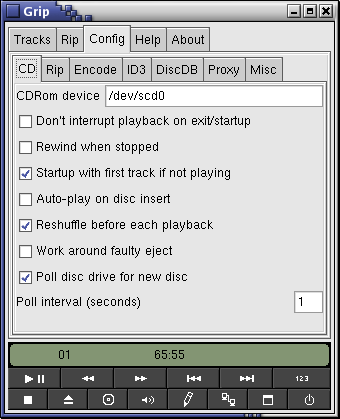 Grip
Tracks Rip Config Help About
CD Rip Encode ID3 DiscDB Proxy Misc
CDRom device /dev/scd0
Don't interrupt playback on exit/startup
Rewind when stopped
Startup with first track if not playing
Auto-play on disc insert
Reshuffle before each playback
Work around faulty eject
Poll disc drive for new disc
Poll interval (seconds) 1
01 65:55
123